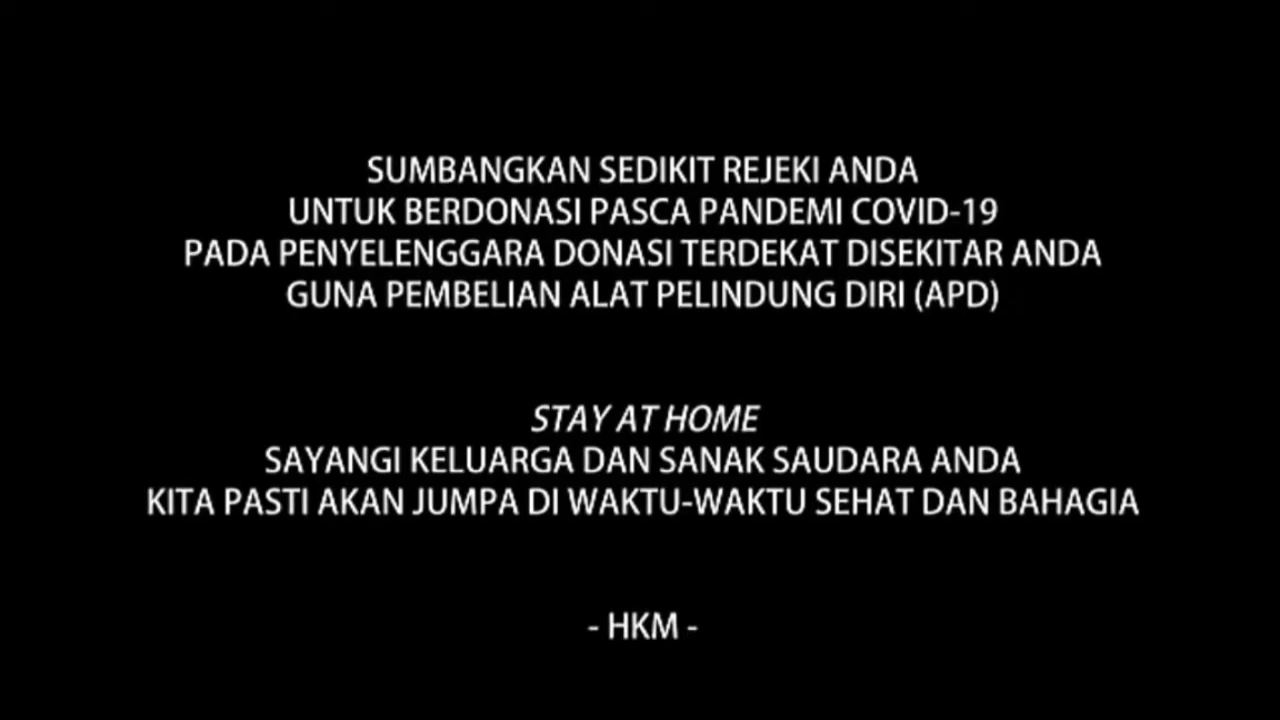 SUMBANGKAN SEDIKIT REJEKI ANDA
UNTUK BERDONASI PASCA PANDEMI COVID-19
PADA PENYELENGGARA DONASI TERDEKAT DISEKITAR ANDA
GUNA PEMBELIAN ALAT PELINDUNG DIRI (APD)
STAY AT HOME
SAYANGI KELUARGA DAN SANAK SAUDARA ANDA
KITA PASTI AKAN JUMPA DI WAKTU-WAKTU SEHAT DAN BAHAGIA
- HKM -